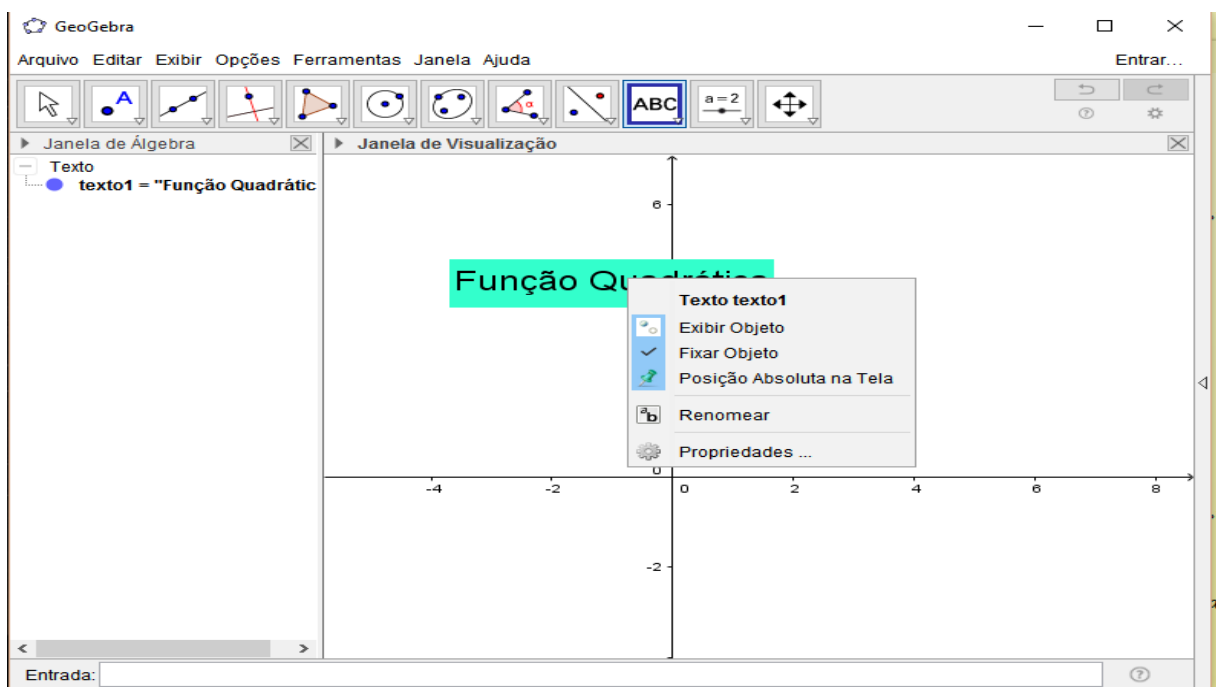 GeoGebra
Arquivo Editar Exibir Opções Ferramentas Janela Ajuda
Entrar...
A
α
ABC
a = 2
Janela de Álgebra
Janela de Visualização
Texto
texto1 = "Função Quadrátic
6
Função Quadrática
Texto texto1
Exibir Objeto
Fixar Objeto
Posição Absoluta na Tela
ab Renomear
Propriedades ...
0
-4 -2 0 2 4 6 8
-2
Entrada: